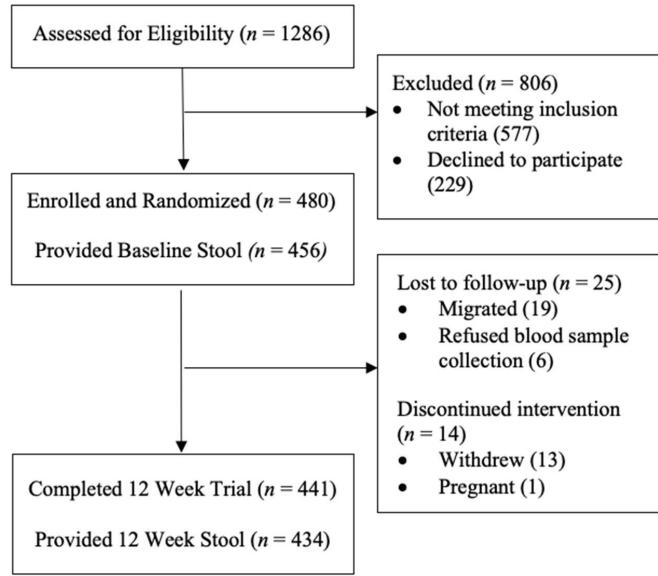 Assessed for Eligibility (n = 1286)
Excluded (n = 806)
• Not meeting inclusion
criteria (577)
• Declined to participate
(229)
Enrolled and Randomized (n = 480)
Provided Baseline Stool (n = 456)
Lost to follow-up (n = 25)
• Migrated (19)
• Refused blood sample
collection (6)
Discontinued intervention
(n = 14)
• Withdrew (13)
• Pregnant (1)
Completed 12 Week Trial (n = 441)
Provided 12 Week Stool (n = 434)